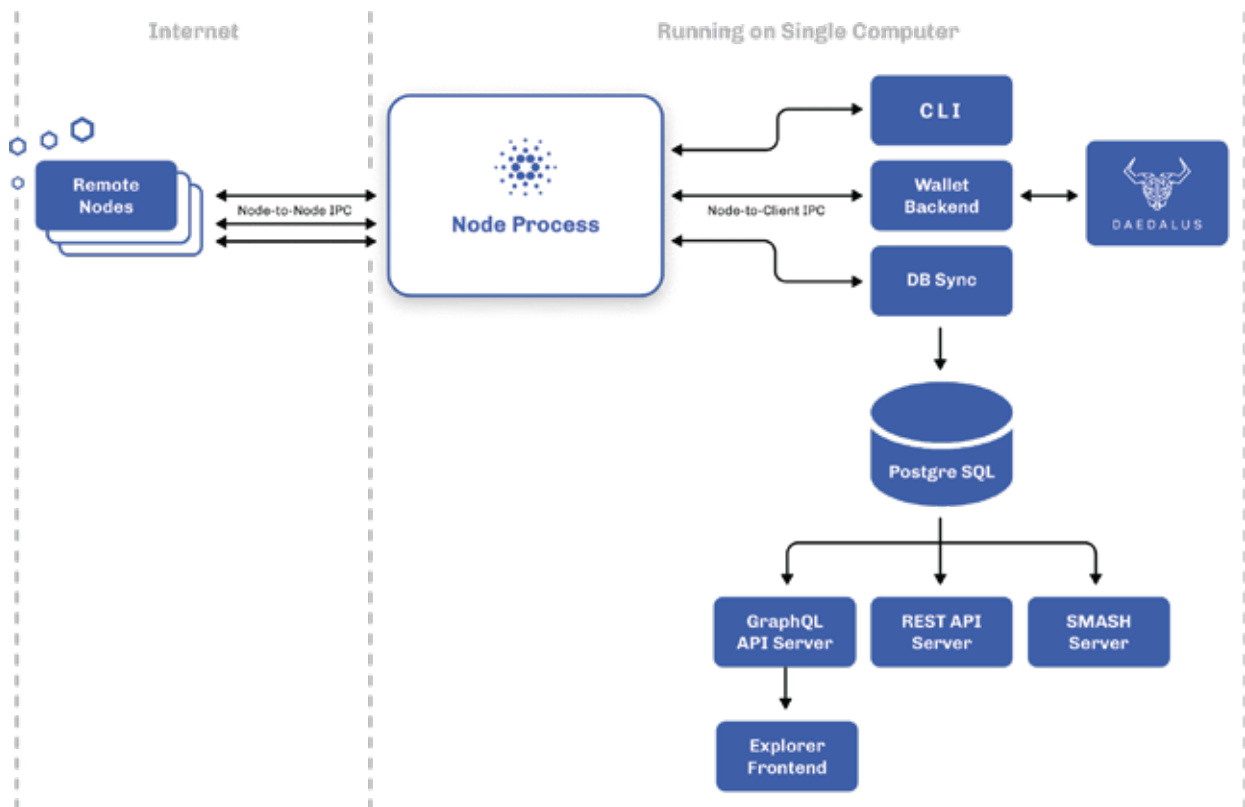 Internet
Running on Single Computer
CLI
Remote
Nodes
Node-to-Node IPC
Node Process
Node-to-Client IPC
Wallet
Backend
DAEDALUS
DB Sync
Postgre SQL
GraphQL
API Server
REST API
Server
SMASH
Server
Explorer
Frontend